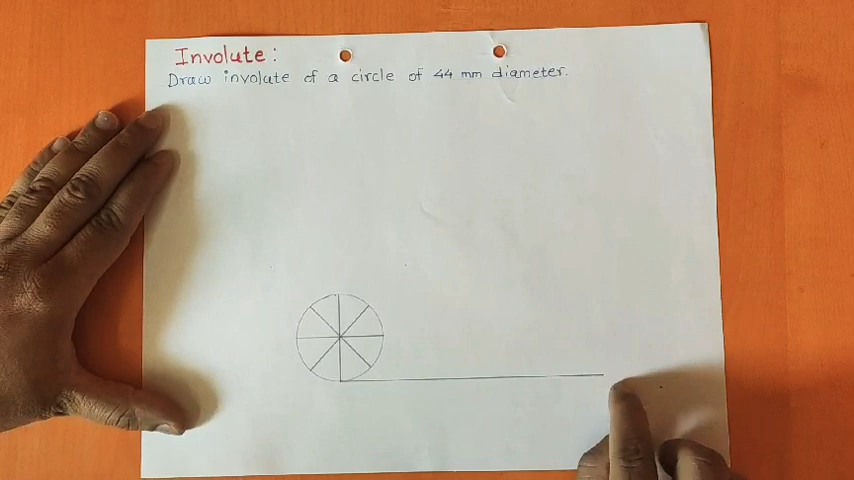 Involute:
Draw involute of a circle of 44 mm diameter.